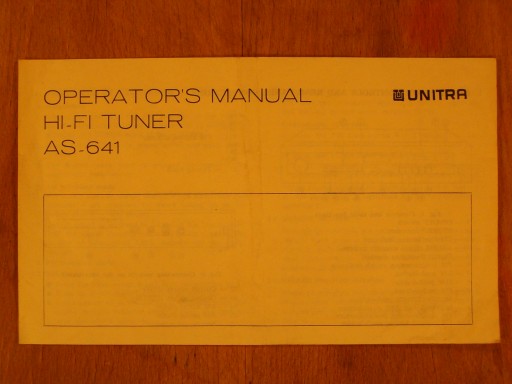 OPERATOR'S MANUAL
HI-FI TUNER
AS-641
UNITRA